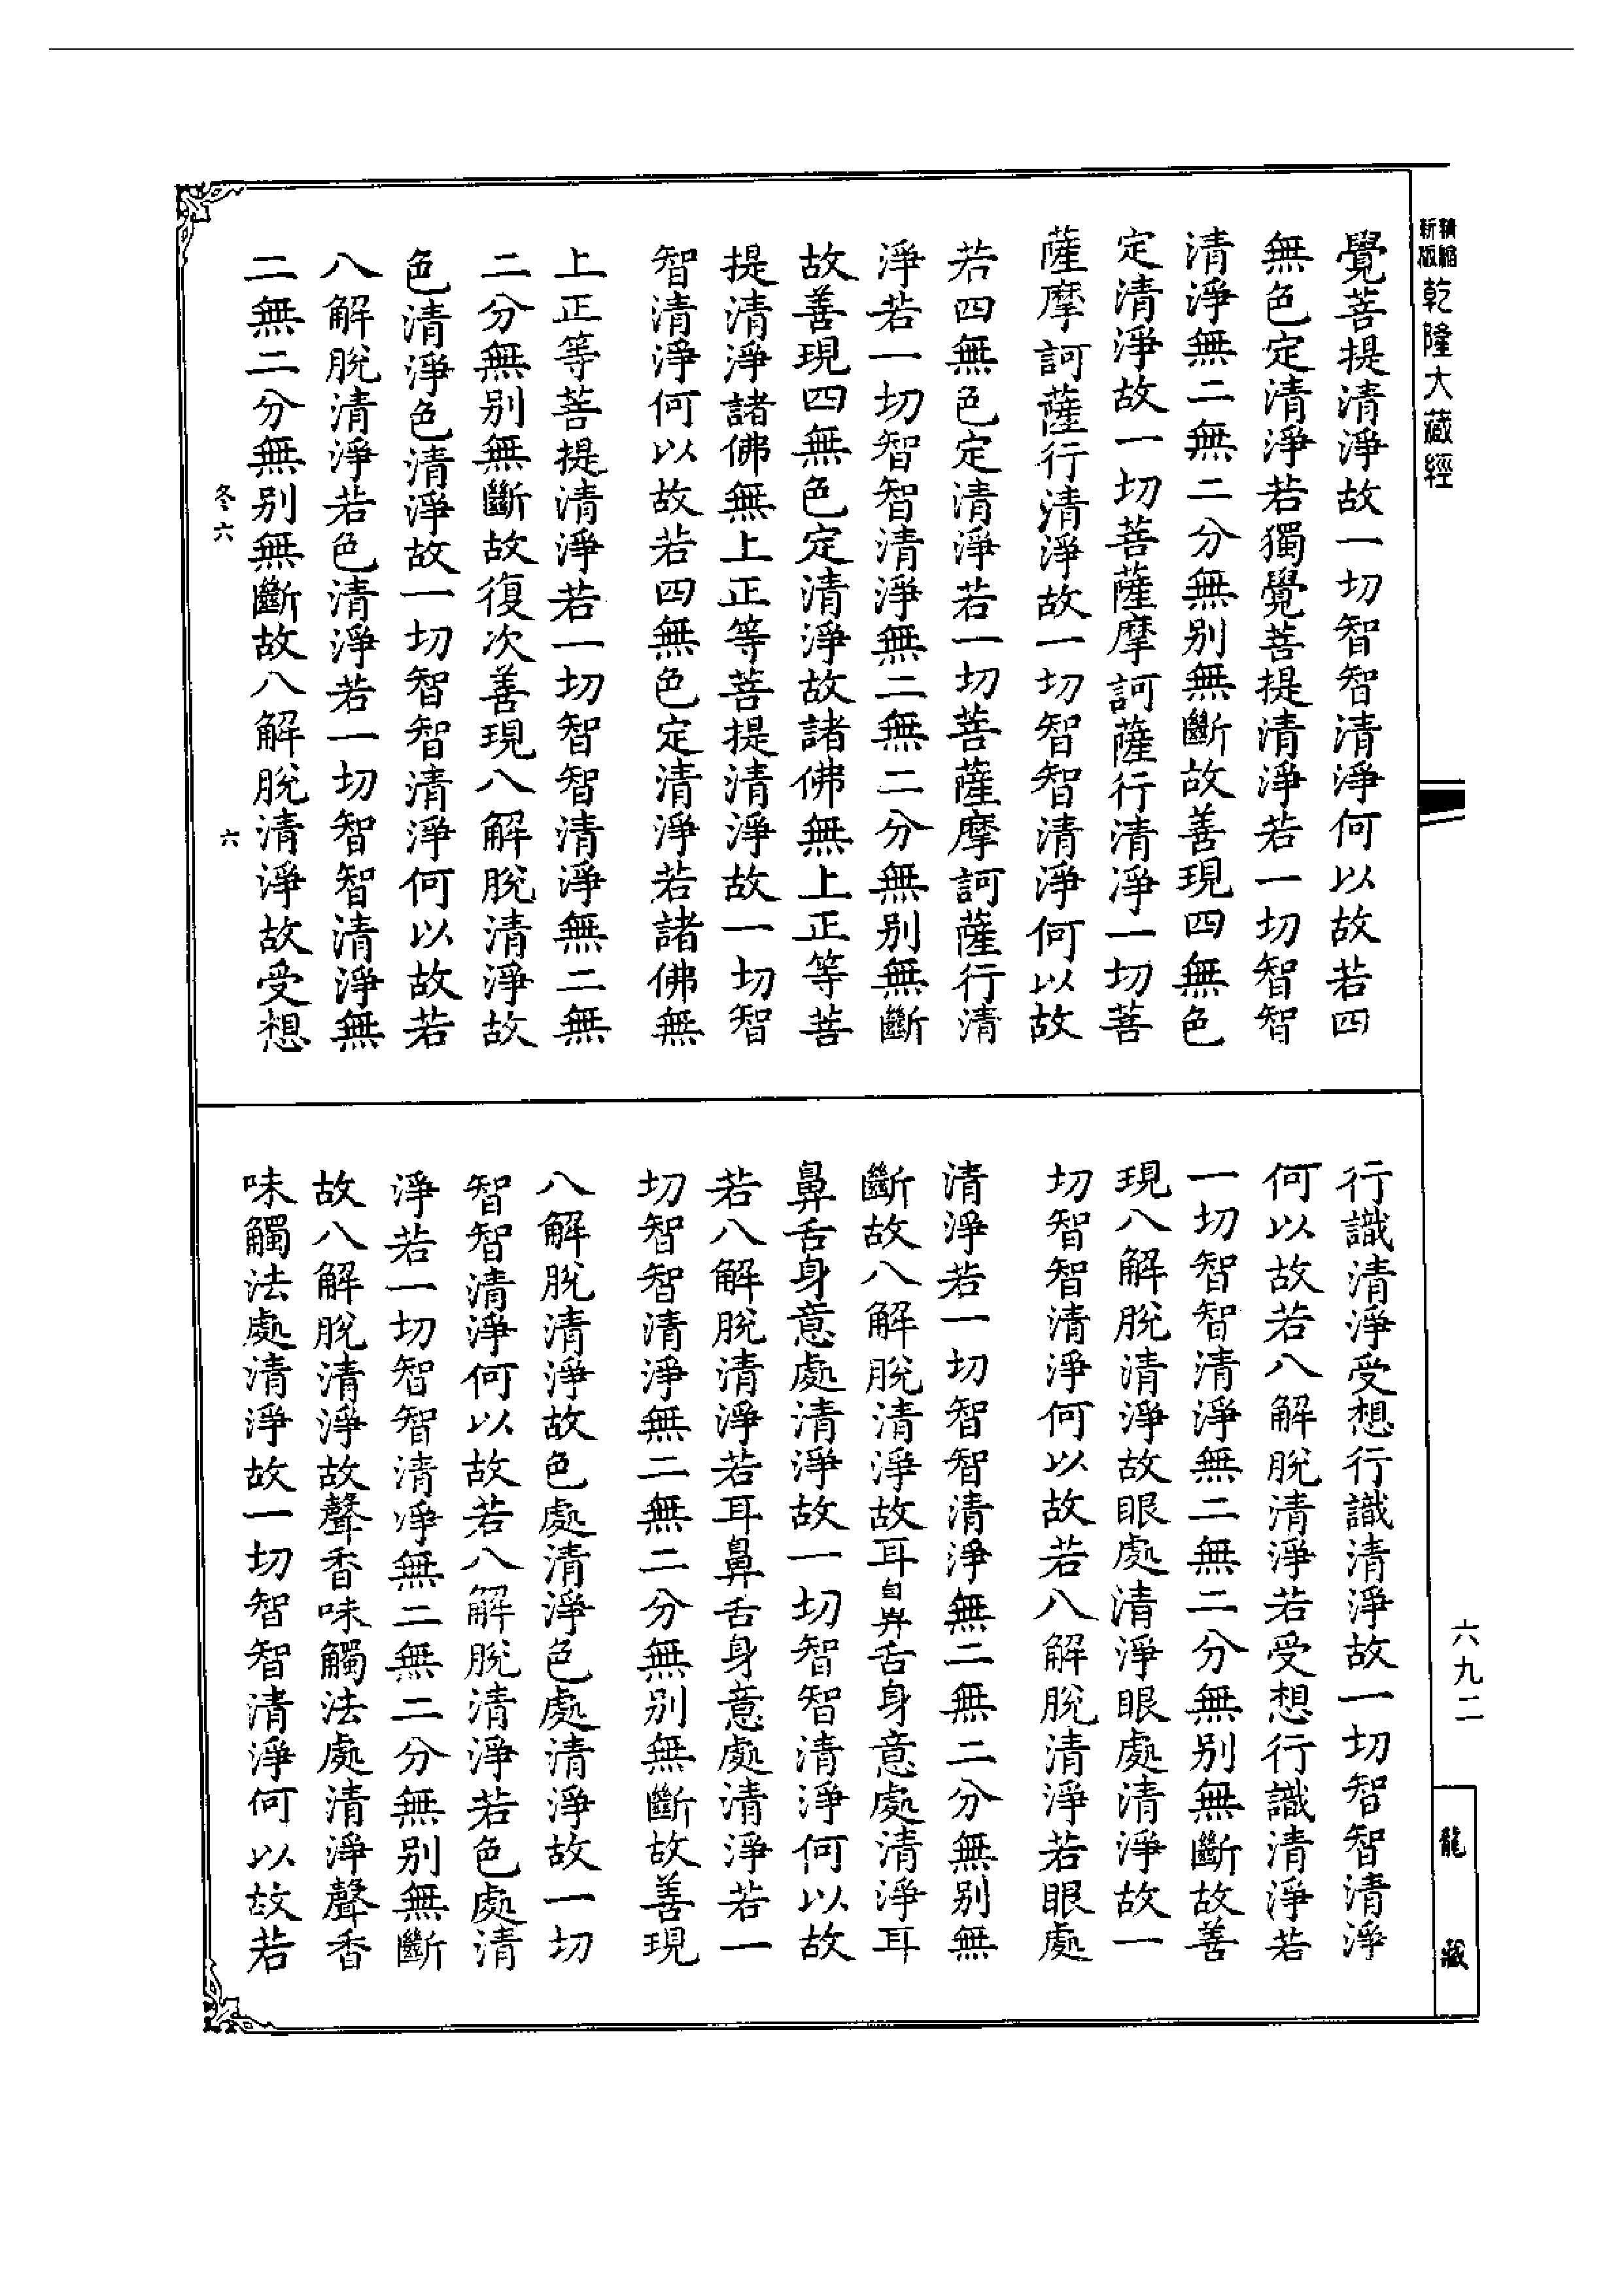 精縮新版乾隆大藏經
覺菩提清淨故一切智智清淨何以故若四
無色定清淨若獨覺菩提清淨若一切智智
清淨無二無二分無別無斷故善現四無色
定清淨故一切菩薩摩訶薩行清淨一切菩
薩摩訶薩行清淨故一切智智清淨何以故
若四無色定清淨若一切菩薩摩訶薩行清
淨若一切智智清淨無二無二分無別無斷
故善現四無色定清淨故諸佛無上正等菩
提清淨諸佛無上正等菩提清淨故一切智
智清淨何以故若四無色定清淨若諸佛無
上正等菩提清淨若一切智智清淨無二無
二分無別無斷故復次善現八解脫清淨故
色清淨色清淨故一切智智清淨何以故若
八解脫清淨若色清淨若一切智智清淨無
二無二分無別無斷故八解脫清淨故受想
冬六 六
行識清淨受想行識清淨故一切智智清淨
何以故若八解脫清淨若受想行識清淨若
一切智智清淨無二無二分無別無斷故善
現八解脫清淨故眼處清淨眼處清淨故一
切智智清淨何以故若八解脫清淨若眼處
清淨若一切智智清淨無二無二分無別無
斷故八解脫清淨故耳鼻舌身意處清淨耳
鼻舌身意處清淨故一切智智清淨何以故
若八解脫清淨若耳鼻舌身意處清淨若一
切智智清淨無二無二分無別無斷故善現
八解脫清淨故色處清淨色處清淨故一切
智智清淨何以故若八解脫清淨若色處清
淨若一切智智清淨無二無二分無別無斷
故八解脫清淨故聲香味觸法處清淨聲香
味觸法處清淨故一切智智清淨何以故若
六九二
龍藏